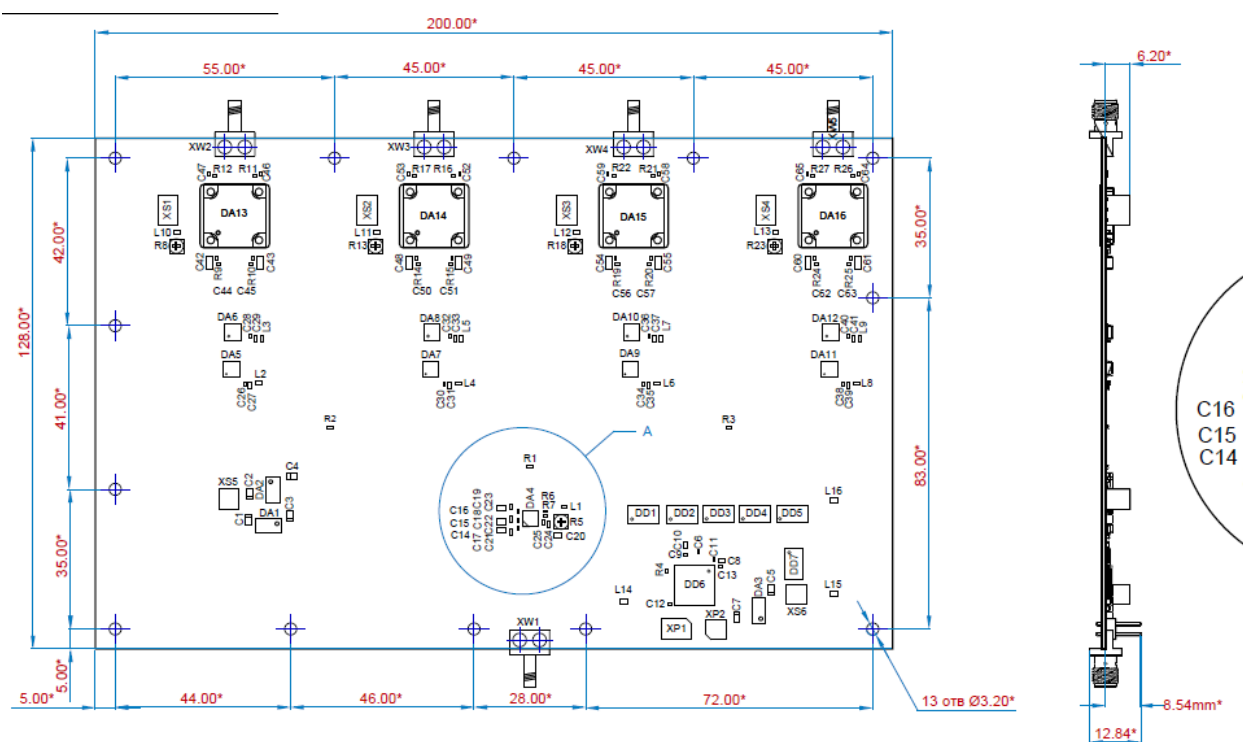 200.00*
6.20*
55.00* 45.00* 45.00* 45.00*
XW2 XW3 XW4 XW5
C47 R12 R11 C46 C53 R17 R16 C52 C59 R22 R21 C58 C65 R27 R26 C64
XS1 DA13 XS2 DA14 XS3 DA15 XS4 DA16
L10 L11 L12 L13
R8 R13 R18 R23
42.00* 35.00*
C42 R9 R10 C43 C48 R14 R15 C49 C54 R19 R20 C55 C60 R24 R25 C61
C44 C45 C50 C51 C56 C57 C62 C63
128.00*
DA6 C28 C29 L3 DA8 C32 C33 L5 DA10 C36 C37 L7 DA12 C40 C41 L9
DA5 DA7 DA9 DA11
L2 L4 L6 L8
C26 C27 C30 C31 C34 C35 C38 C39
41.00*
R2 R3
A
C16
C15
C14
83.00*
R1
XS5 C2 DA2 C4
C1 DA1 C3
C19 C23 DA4 R6
C16 C18 R7 L1
C15 C22 R5
C14 C17 C21 C25 C24 C20
L16
DD1 DD2 DD3 DD4 DD5
35.00*
C10 C6 C11
C9 C8
R4 C13 DD7
DD6 DA3 C5
L14 L15
C12 C7 XS6
XP1 XP2
XW1
5.00*
5.00* 44.00* 46.00* 28.00* 72.00* 13 отв Ø3.20*
8.54mm*
12.84*